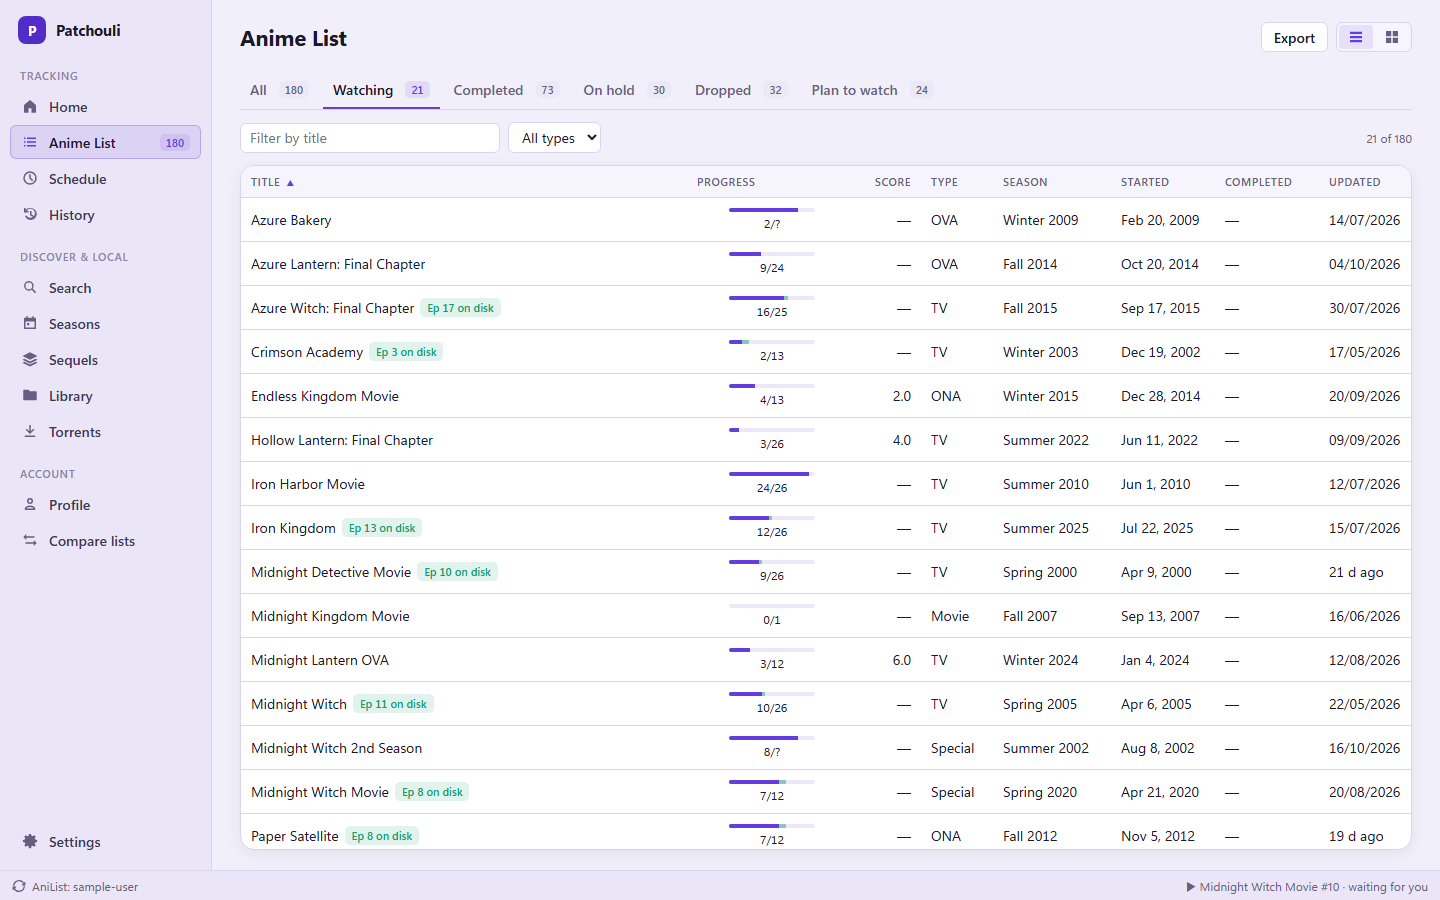 P Patchouli
TRACKING
Home
Anime List 180
Schedule
History
DISCOVER & LOCAL
Search
Seasons
Sequels
Library
Torrents
ACCOUNT
Profile
Compare lists
Settings
Anime List
Export
All 180 Watching 21 Completed 73 On hold 30 Dropped 32 Plan to watch 24
Filter by title All types 21 of 180
TITLE ▲ PROGRESS SCORE TYPE SEASON STARTED COMPLETED UPDATED
Azure Bakery 2/? — OVA Winter 2009 Feb 20, 2009 — 14/07/2026
Azure Lantern: Final Chapter 9/24 — OVA Fall 2014 Oct 20, 2014 — 04/10/2026
Azure Witch: Final Chapter Ep 17 on disk 16/25 — TV Fall 2015 Sep 17, 2015 — 30/07/2026
Crimson Academy Ep 3 on disk 2/13 — TV Winter 2003 Dec 19, 2002 — 17/05/2026
Endless Kingdom Movie 4/13 2.0 ONA Winter 2015 Dec 28, 2014 — 20/09/2026
Hollow Lantern: Final Chapter 3/26 4.0 TV Summer 2022 Jun 11, 2022 — 09/09/2026
Iron Harbor Movie 24/26 — TV Summer 2010 Jun 1, 2010 — 12/07/2026
Iron Kingdom Ep 13 on disk 12/26 — TV Summer 2025 Jul 22, 2025 — 15/07/2026
Midnight Detective Movie Ep 10 on disk 9/26 — TV Spring 2000 Apr 9, 2000 — 21 d ago
Midnight Kingdom Movie 0/1 — Movie Fall 2007 Sep 13, 2007 — 16/06/2026
Midnight Lantern OVA 3/12 6.0 TV Winter 2024 Jan 4, 2024 — 12/08/2026
Midnight Witch Ep 11 on disk 10/26 — TV Spring 2005 Apr 6, 2005 — 22/05/2026
Midnight Witch 2nd Season 8/? — Special Summer 2002 Aug 8, 2002 — 16/10/2026
Midnight Witch Movie Ep 8 on disk 7/12 — Special Spring 2020 Apr 21, 2020 — 20/08/2026
Paper Satellite Ep 8 on disk 7/12 — ONA Fall 2012 Nov 5, 2012 — 19 d ago
AniList: sample-user
▶ Midnight Witch Movie #10 · waiting for you